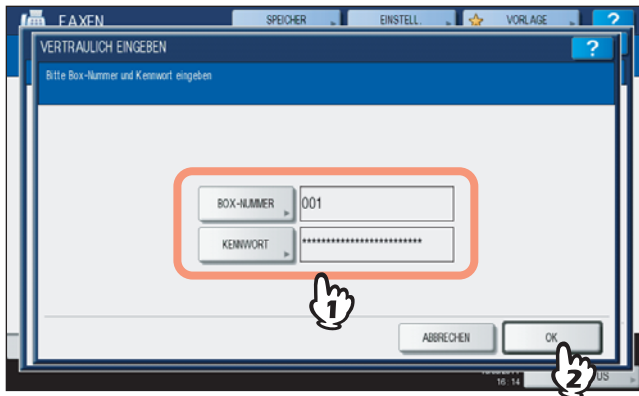 FAXEN SPEICHER EINSTELL. VORLAGE ?
VERTRAULICH EINGEBEN ?
Bitte Box-Nummer und Kennwort eingeben
BOX-NUMMER 001
KENNWORT *************************
1
ABBRECHEN OK
2
16:14 US